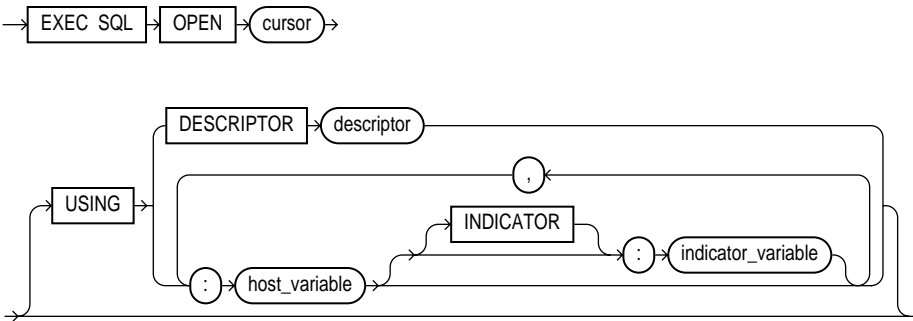 EXEC SQL OPEN cursor
DESCRIPTOR descriptor
,
USING INDICATOR
: host_variable : indicator_variable